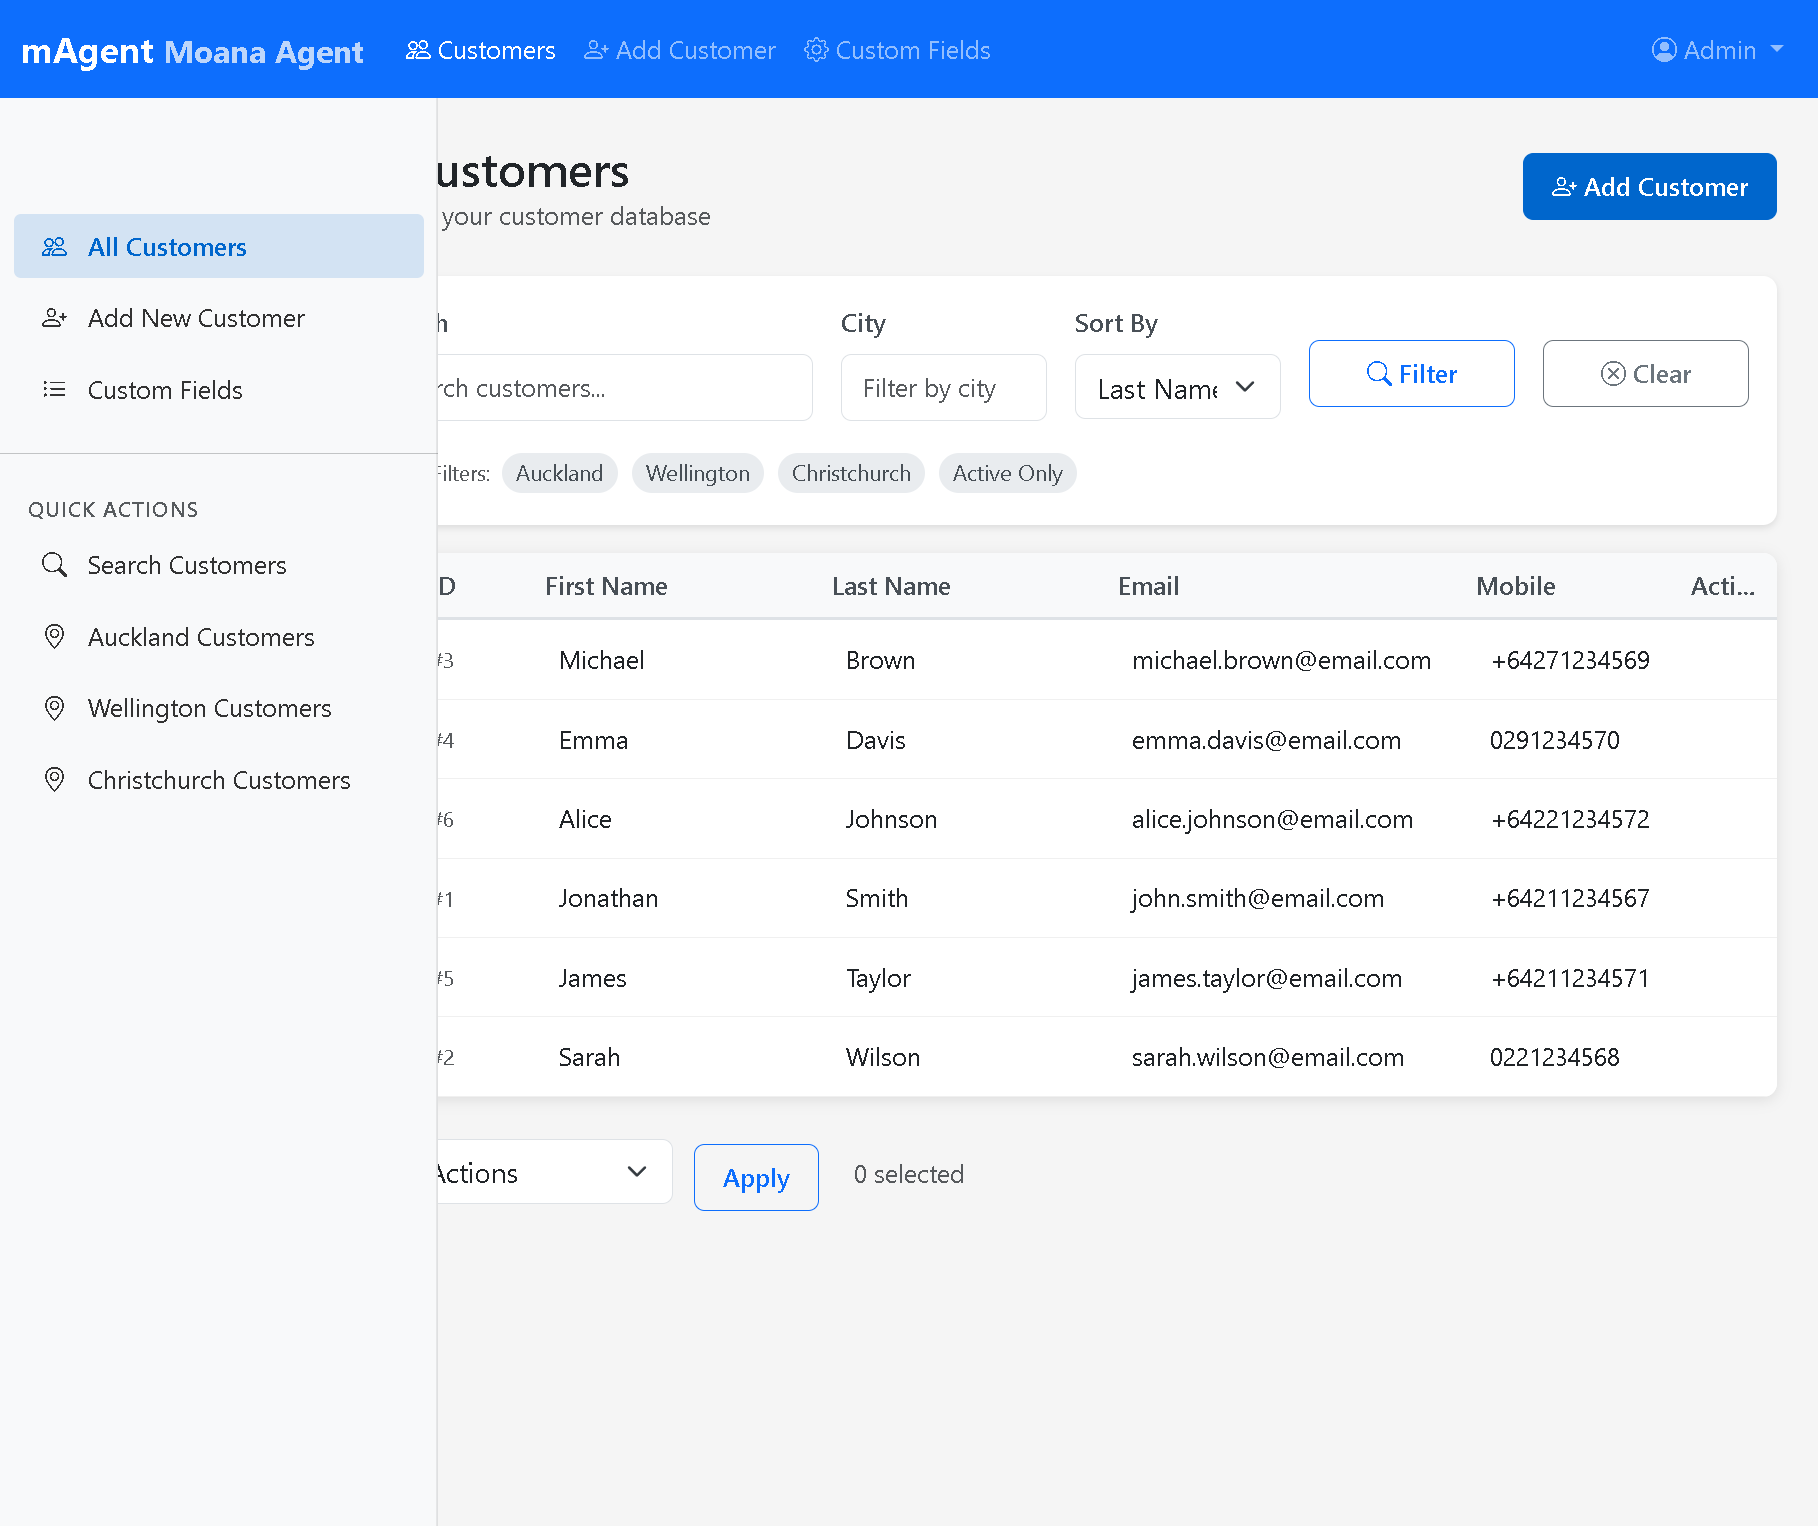 mAgent Moana Agent Customers Add Customer Custom Fields Admin
All Customers
Add New Customer
Custom Fields
QUICK ACTIONS
Search Customers
Auckland Customers
Wellington Customers
Christchurch Customers
ustomers
your customer database
Add Customer
h City Sort By
rch customers... Filter by city Last Name Filter Clear
Filters: Auckland Wellington Christchurch Active Only
ID First Name Last Name Email Mobile Acti...
#3 Michael Brown michael.brown@email.com +64271234569
#4 Emma Davis emma.davis@email.com 0291234570
#6 Alice Johnson alice.johnson@email.com +64221234572
#1 Jonathan Smith john.smith@email.com +64211234567
#5 James Taylor james.taylor@email.com +64211234571
#2 Sarah Wilson sarah.wilson@email.com 0221234568
Actions Apply 0 selected